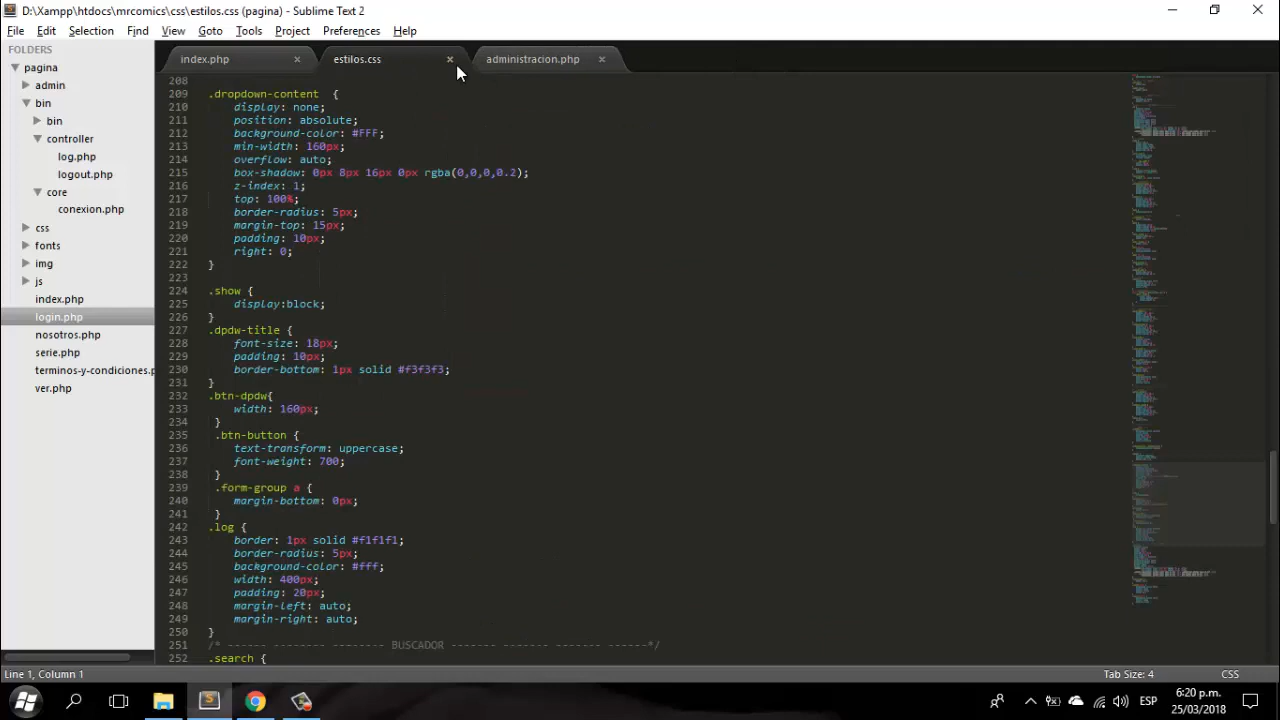 D:\Xampp\htdocs\mrcomics\css\estilos.css (pagina) - Sublime Text 2
File Edit Selection Find View Goto Tools Project Preferences Help
FOLDERS
pagina
admin
bin
bin
controller
log.php
logout.php
core
conexion.php
css
fonts
img
js
index.php
login.php
nosotros.php
serie.php
terminos-y-condiciones.p
ver.php
index.php × estilos.css × administracion.php ×
208
209 .dropdown-content {
210 display: none;
211 position: absolute;
212 background-color: #FFF;
213 min-width: 160px;
214 overflow: auto;
215 box-shadow: 0px 8px 16px 0px rgba(0,0,0,0.2);
216 z-index: 1;
217 top: 100%;
218 border-radius: 5px;
219 margin-top: 15px;
220 padding: 10px;
221 right: 0;
222 }
223
224 .show {
225 display:block;
226 }
227 .dpdw-title {
228 font-size: 18px;
229 padding: 10px;
230 border-bottom: 1px solid #f3f3f3;
231 }
232 .btn-dpdw{
233 width: 160px;
234 }
235 .btn-button {
236 text-transform: uppercase;
237 font-weight: 700;
238 }
239 .form-group a {
240 margin-bottom: 0px;
241 }
242 .log {
243 border: 1px solid #f1f1f1;
244 border-radius: 5px;
245 background-color: #fff;
246 width: 400px;
247 padding: 20px;
248 margin-left: auto;
249 margin-right: auto;
250 }
251 /* ------ -------- -------- BUSCADOR ------- ------- ------- ------*/
252 .search {
Line 1, Column 1 Tab Size: 4 CSS
ESP 6:20 p.m.
25/03/2018